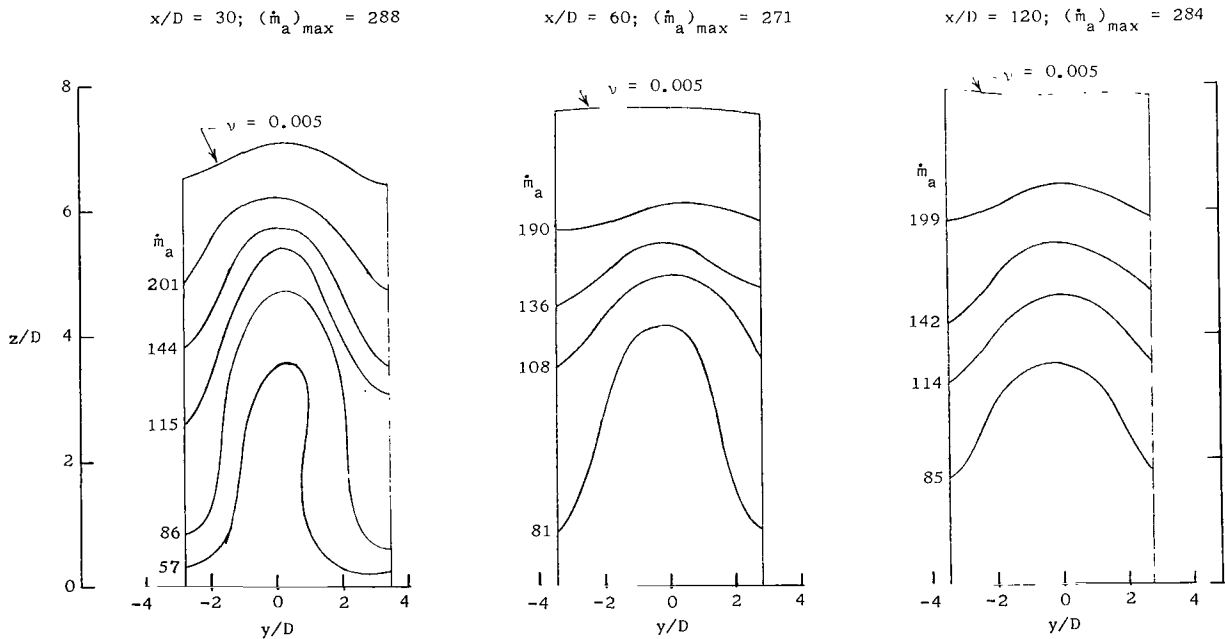 x/D = 30; (ṁa)max = 288
x/D = 60; (ṁa)max = 271
x/D = 120; (ṁa)max = 284
z/D
8
6
4
2
0
ν = 0.005
ṁa
201
144
115
86
57
-4 -2 0 2 4
y/D
ν = 0.005
ṁa
190
136
108
81
-4 -2 0 2 4
y/D
ν = 0.005
ṁa
199
142
114
85
-4 -2 0 2 4
y/D